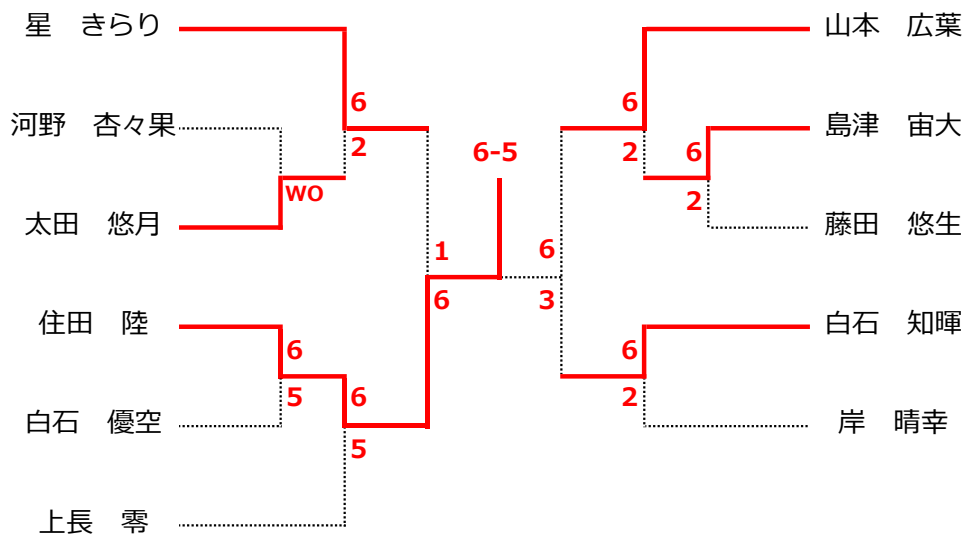 星　きらり
山本　広葉
6
6
河野　杏々果
島津　宙大
2
6-5
2
6
WO
2
太田　悠月
藤田　悠生
1
6
6
3
住田　陸
白石　知暉
6
6
5
6
2
白石　優空
岸　晴幸
5
上長　零